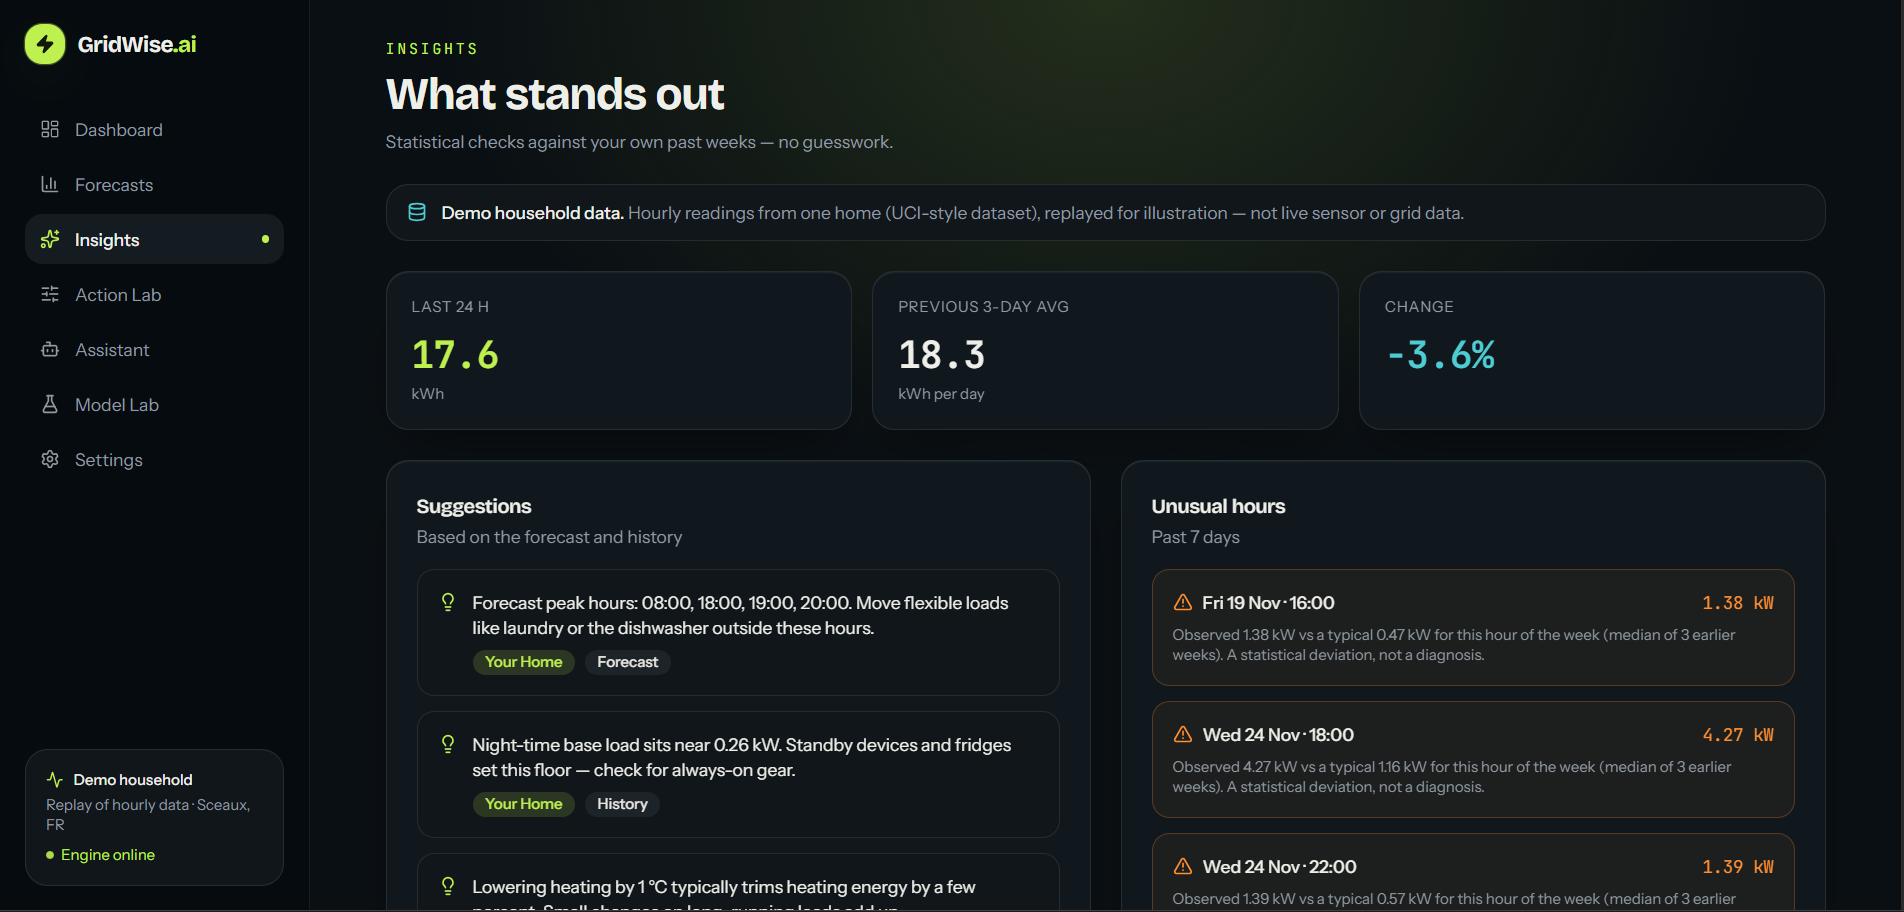 GridWise.ai
Dashboard
Forecasts
Insights
Action Lab
Assistant
Model Lab
Settings
Demo household
Replay of hourly data · Sceaux,
FR
Engine online
INSIGHTS
What stands out
Statistical checks against your own past weeks — no guesswork.
Demo household data. Hourly readings from one home (UCI-style dataset), replayed for illustration — not live sensor or grid data.
LAST 24 H
17.6
kWh
PREVIOUS 3-DAY AVG
18.3
kWh per day
CHANGE
-3.6%
Suggestions
Based on the forecast and history
Forecast peak hours: 08:00, 18:00, 19:00, 20:00. Move flexible loads
like laundry or the dishwasher outside these hours.
Your Home Forecast
Night-time base load sits near 0.26 kW. Standby devices and fridges
set this floor — check for always-on gear.
Your Home History
Lowering heating by 1 °C typically trims heating energy by a few
percent. Small changes on long-running loads add up.
Unusual hours
Past 7 days
Fri 19 Nov · 16:00 1.38 kW
Observed 1.38 kW vs a typical 0.47 kW for this hour of the week (median of 3 earlier
weeks). A statistical deviation, not a diagnosis.
Wed 24 Nov · 18:00 4.27 kW
Observed 4.27 kW vs a typical 1.16 kW for this hour of the week (median of 3 earlier
weeks). A statistical deviation, not a diagnosis.
Wed 24 Nov · 22:00 1.39 kW
Observed 1.39 kW vs a typical 0.57 kW for this hour of the week (median of 3 earlier